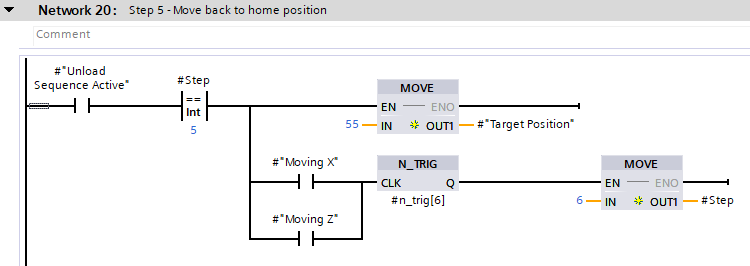 Network 20: Step 5 - Move back to home position
Comment
#"Unload
Sequence Active"
#Step
==
Int
5
MOVE
EN ENO
55 IN OUT1 #"Target Position"
#"Moving X"
N_TRIG
CLK Q
#n_trig[6]
MOVE
EN ENO
6 IN OUT1 #Step
#"Moving Z"